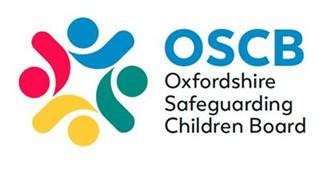 OSCB
Oxfordshire
Safeguarding
Children Board